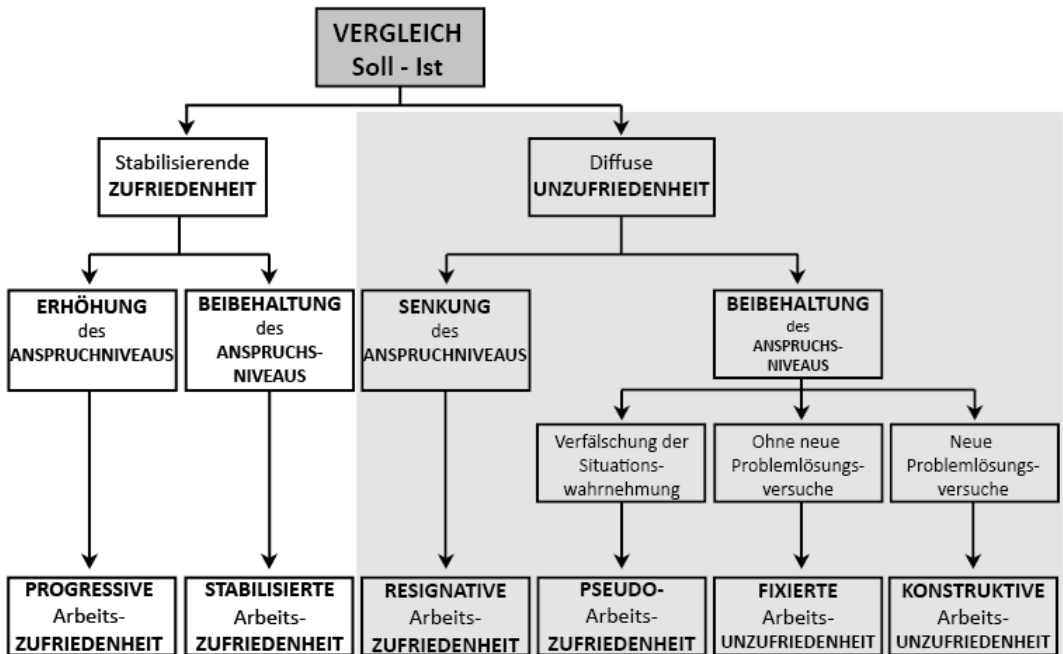 VERGLEICH
Soll - Ist
Stabilisierende
ZUFRIEDENHEIT
Diffuse
UNZUFRIEDENHEIT
ERHÖHUNG
des
ANSPRUCHNIVEAUS
BEIBEHALTUNG
des
ANSPRUCHS-
NIVEAUS
SENKUNG
des
ANSPRUCHNIVEAUS
BEIBEHALTUNG
des
ANSPRUCHS-
NIVEAUS
Verfälschung der
Situations-
wahrnehmung
Ohne neue
Problemlösungs-
versuche
Neue
Problemlösungs-
versuche
PROGRESSIVE
Arbeits-
ZUFRIEDENHEIT
STABILISIERTE
Arbeits-
ZUFRIEDENHEIT
RESIGNATIVE
Arbeits-
ZUFRIEDENHEIT
PSEUDO-
Arbeits-
ZUFRIEDENHEIT
FIXIERTE
Arbeits-
UNZUFRIEDENHEIT
KONSTRUKTIVE
Arbeits-
UNZUFRIEDENHEIT